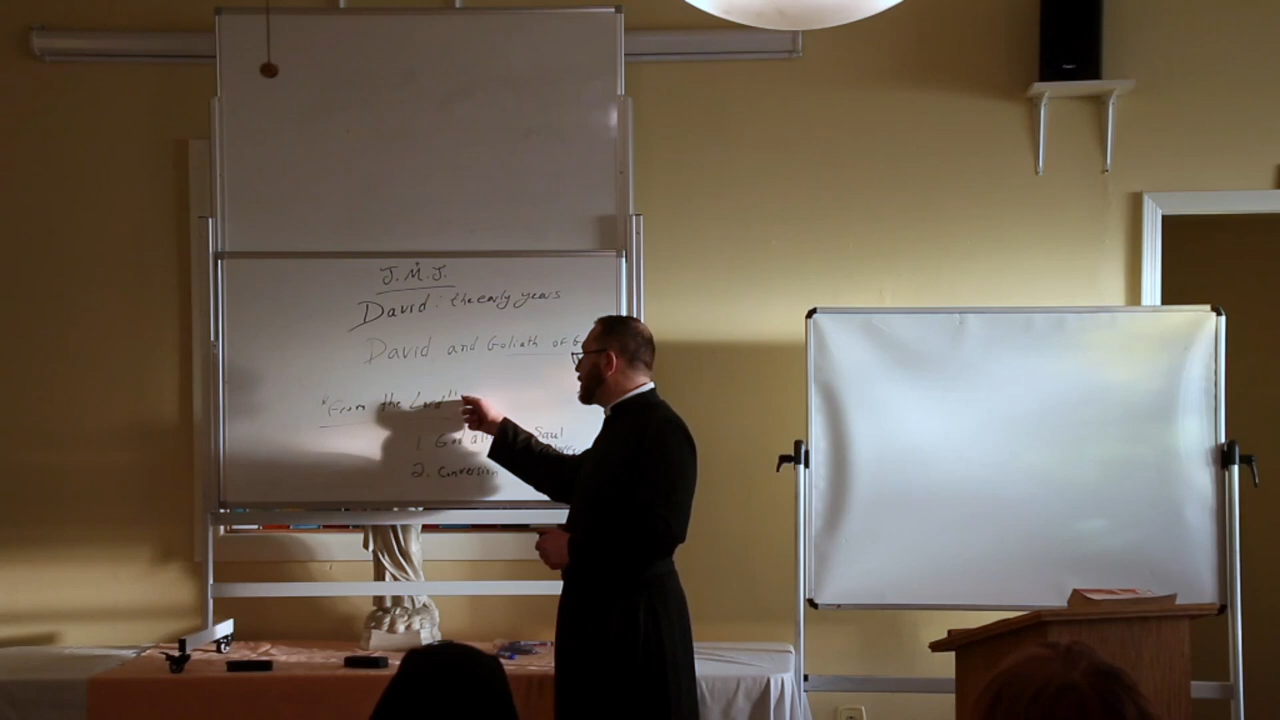 J.M.J.
David: the early years
David and Goliath of G
"From the Lord"
1 God Saul
2. Conversion